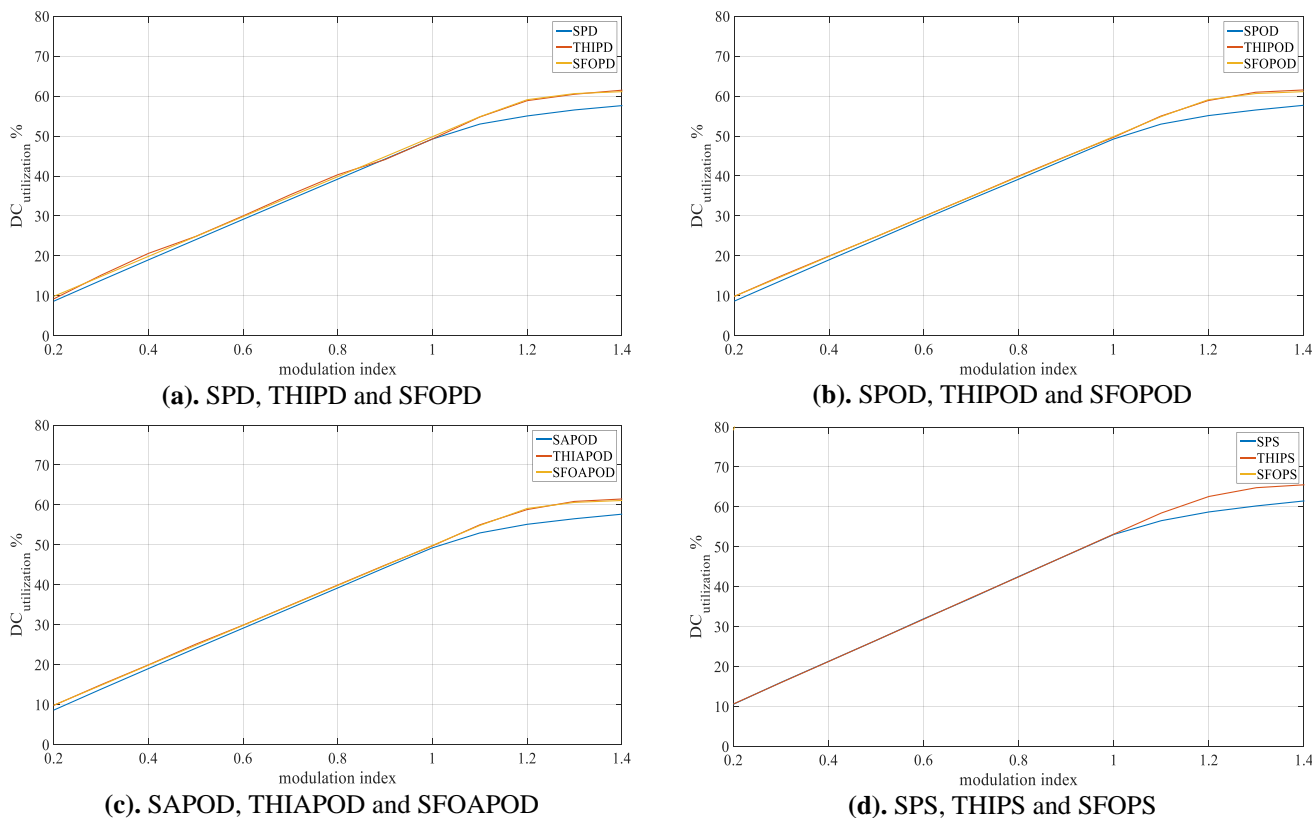 80
70
60
50
40
30
20
10
0
DC utilization %
SPD
THIPD
SFOPD
0.2 0.4 0.6 0.8 1 1.2 1.4
modulation index
(a). SPD, THIPD and SFOPD
80
70
60
50
40
30
20
10
0
DC utilization %
SPOD
THIPOD
SFOPOD
0.2 0.4 0.6 0.8 1 1.2 1.4
modulation index
(b). SPOD, THIPOD and SFOPOD
80
70
60
50
40
30
20
10
0
DC utilization %
SAPOD
THIAPOD
SFOAPOD
0.2 0.4 0.6 0.8 1 1.2 1.4
modulation index
(c). SAPOD, THIAPOD and SFOAPOD
80
70
60
50
40
30
20
10
0
DC utilization %
SPS
THIPS
SFOPS
0.2 0.4 0.6 0.8 1 1.2 1.4
modulation index
(d). SPS, THIPS and SFOPS